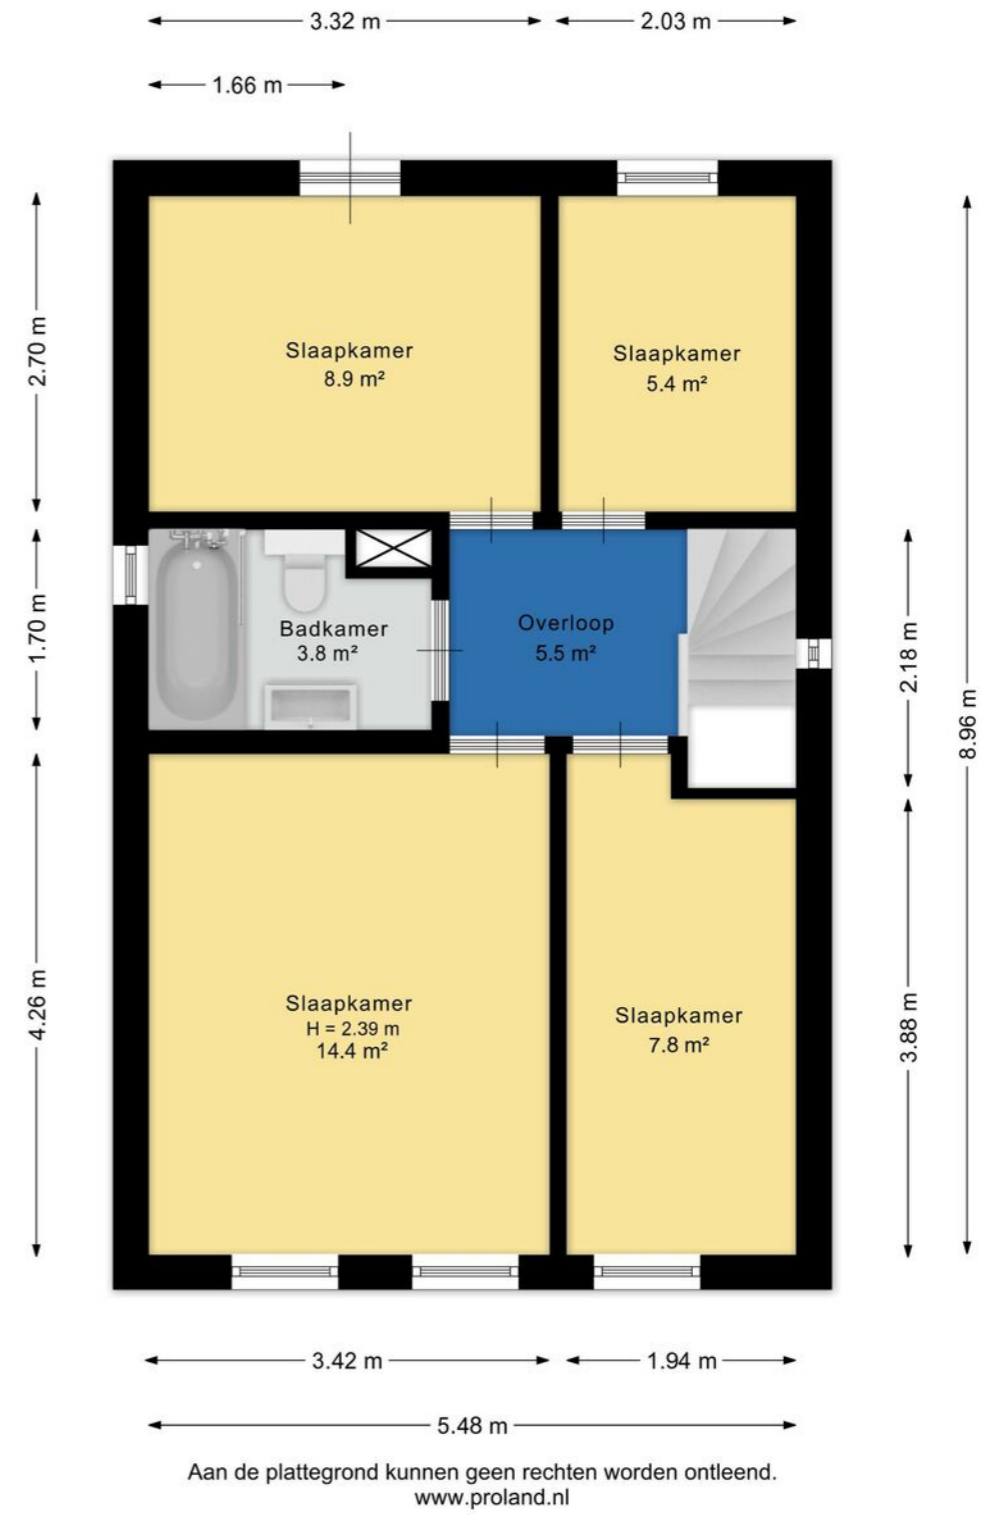 3.32 m
2.03 m
1.66 m
2.70 m
Slaapkamer
8.9 m²
Slaapkamer
5.4 m²
1.70 m
Badkamer
3.8 m²
Overloop
5.5 m²
2.18 m
8.96 m
4.26 m
Slaapkamer
H = 2.39 m
14.4 m²
Slaapkamer
7.8 m²
3.88 m
3.42 m
1.94 m
5.48 m
Aan de plattegrond kunnen geen rechten worden ontleend.
www.proland.nl